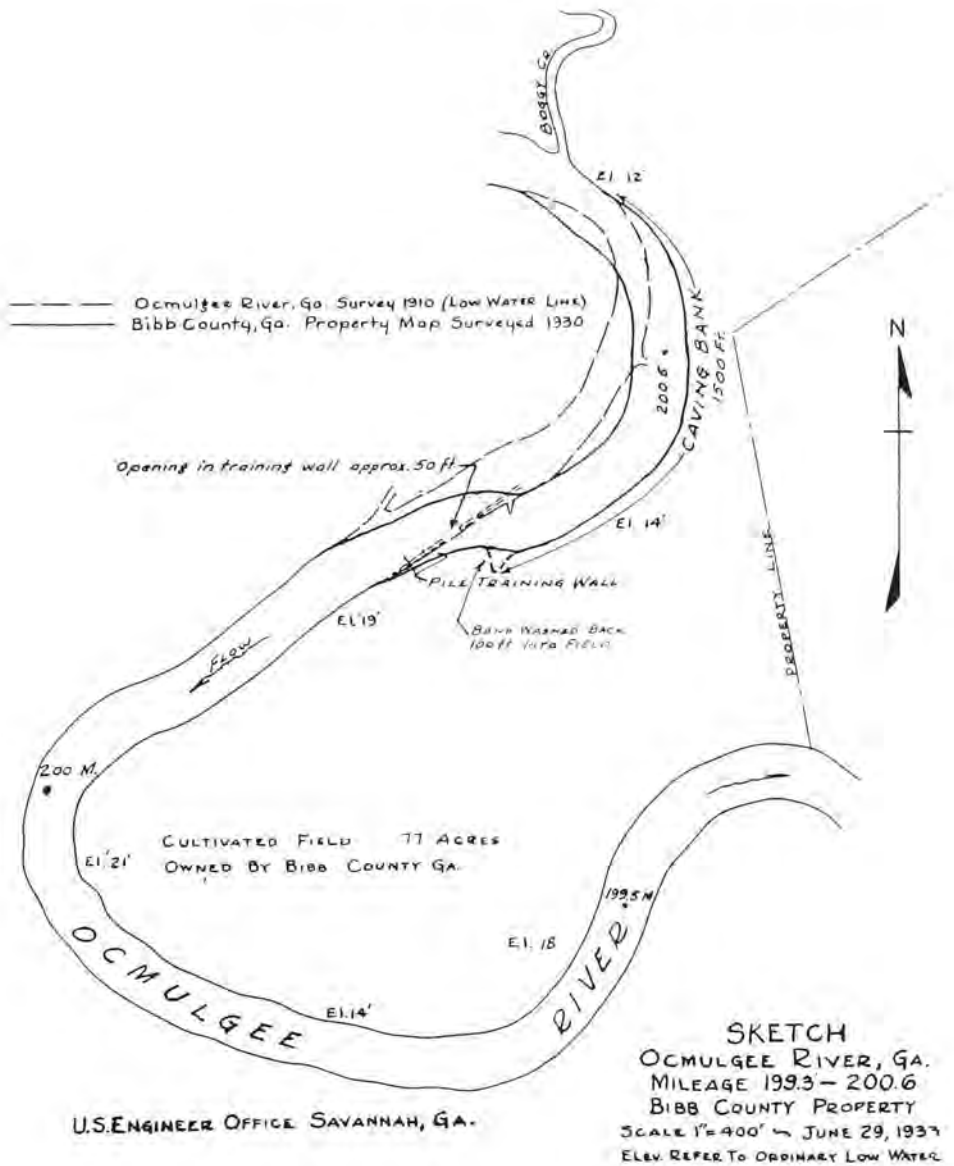 BOGGY CR.
El. 12'
Ocmulgee River, Ga. Survey 1910 (Low Water Line)
Bibb County, Ga. Property Map Surveyed 1930
N
200.6
CAVING BANK
1500 Ft.
Opening in training wall approx. 50 ft
El. 14'
PILE TRAINING WALL
El. 19'
BANK WASHED BACK
100 ft into FIELD
PROPERTY LINE
FLOW
200 M.
CULTIVATED FIELD 77 ACRES
OWNED BY BIBB COUNTY GA.
El. 21'
199.5 M
El. 18
OCMULGEE
RIVER
El. 14'
SKETCH
OCMULGEE RIVER, GA.
MILEAGE 199.3 – 200.6
BIBB COUNTY PROPERTY
SCALE 1"=400' ~ JUNE 29,
ELEV. REFER TO ORDINARY LOW WATER
U.S. ENGINEER OFFICE SAVANNAH, GA.